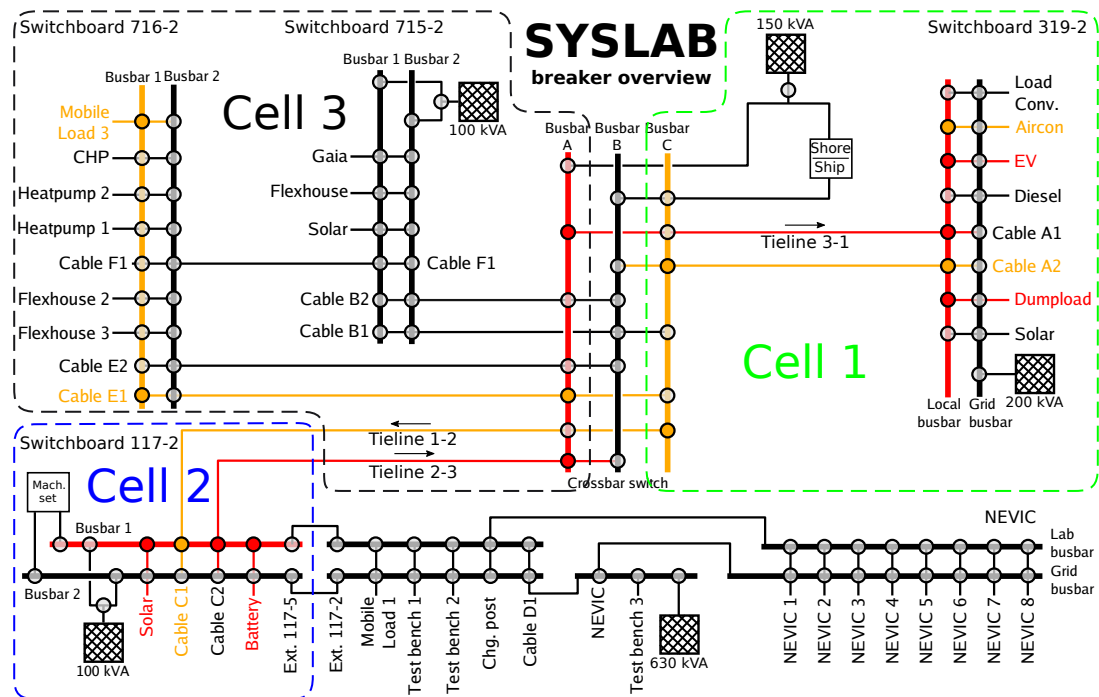 Switchboard 716-2
Switchboard 715-2
SYSLAB
breaker overview
150 kVA
Switchboard 319-2
Busbar 1
Busbar 2
Mobile
Load 3
CHP
Heatpump 2
Heatpump 1
Cable F1
Flexhouse 2
Flexhouse 3
Cable E2
Cable E1
Cell 3
Busbar 1
Busbar 2
100 kVA
Gaia
Flexhouse
Solar
Cable F1
Cable B2
Cable B1
Busbar
A
Busbar
B
Busbar
C
Shore
Ship
Tieline 3-1
Tieline 1-2
Tieline 2-3
Crossbar switch
Cell 1
Load
Conv.
Aircon
EV
Diesel
Cable A1
Cable A2
Dumpload
Solar
200 kVA
Local
busbar
Grid
busbar
Switchboard 117-2
Cell 2
Mach.
set
Busbar 1
Busbar 2
100 kVA
Solar
Cable C1
Cable C2
Battery
Ext. 117-5
Ext. 117-2
Mobile
Load 1
Test bench 1
Test bench 2
Chg. post
Cable D1
NEVIC
Test bench 3
630 kVA
NEVIC
Lab
busbar
Grid
busbar
NEVIC 1
NEVIC 2
NEVIC 3
NEVIC 4
NEVIC 5
NEVIC 6
NEVIC 7
NEVIC 8